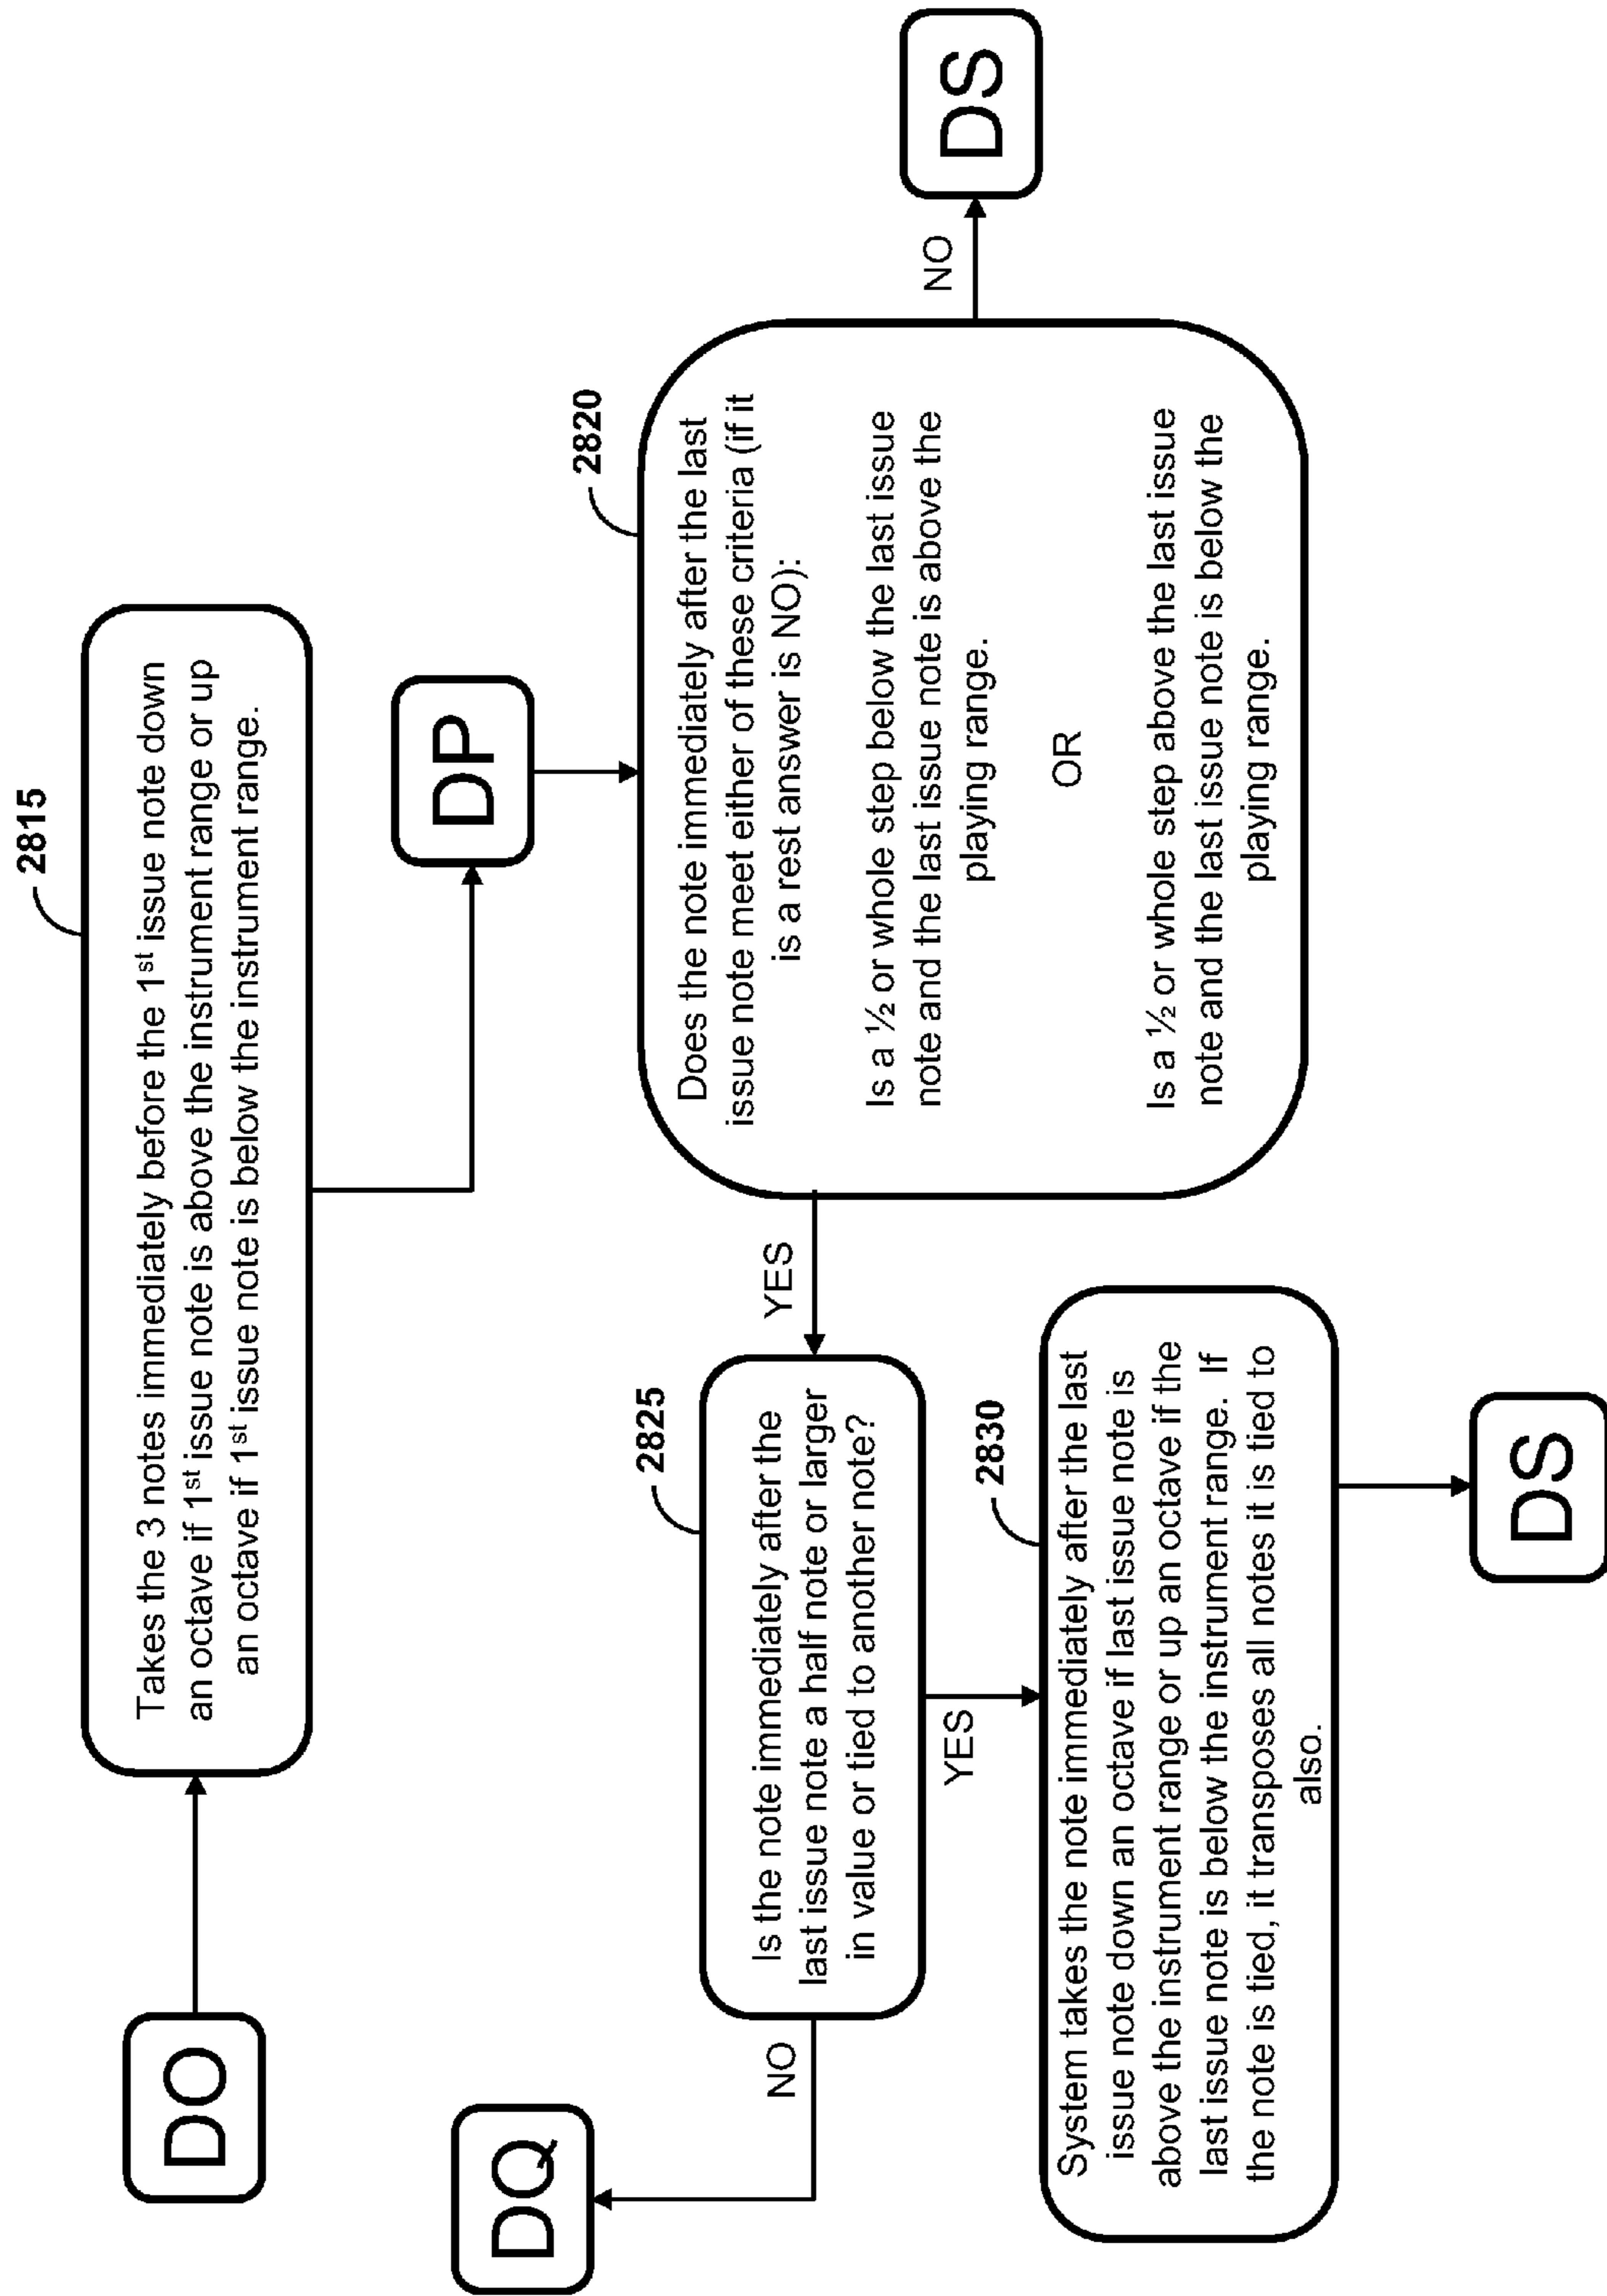 2815
DO
Takes the 3 notes immediately before the 1st issue note down
an octave if 1st issue note is above the instrument range or up
an octave if 1st issue note is below the instrument range.
DP
2820
Does the note immediately after the last
issue note meet either of these criteria (if it
is a rest answer is NO):
Is a ½ or whole step below the last issue
note and the last issue note is above the
playing range.
OR
Is a ½ or whole step above the last issue
note and the last issue note is below the
playing range.
NO
DS
YES
2825
Is the note immediately after the
last issue note a half note or larger
in value or tied to another note?
NO
DQ
YES
2830
System takes the note immediately after the last
issue note down an octave if last issue note is
above the instrument range or up an octave if the
last issue note is below the instrument range. If
the note is tied, it transposes all notes it is tied to
also.
DS